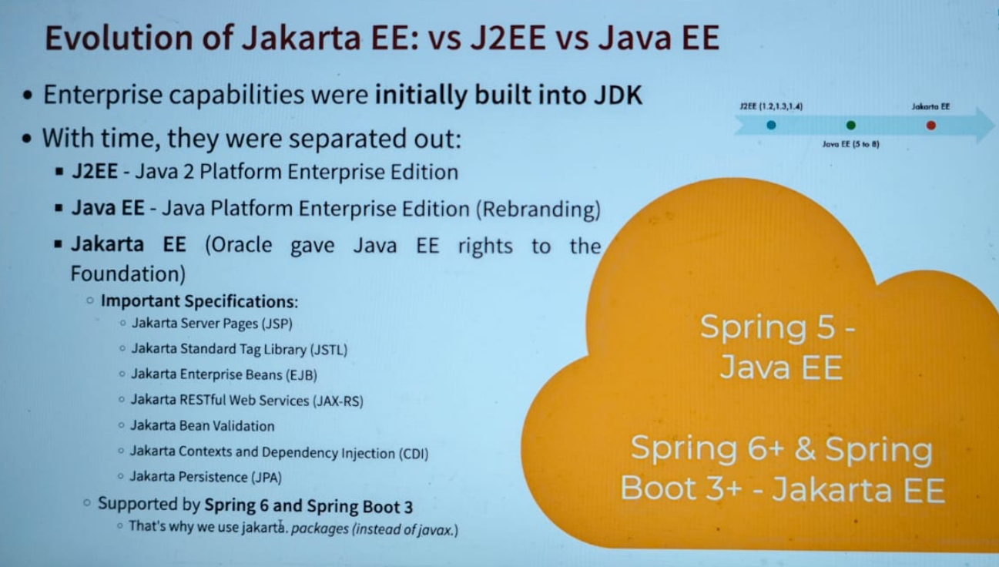 Evolution of Jakarta EE: vs J2EE vs Java EE
• Enterprise capabilities were initially built into JDK
• With time, they were separated out:
▪ J2EE - Java 2 Platform Enterprise Edition
▪ Java EE - Java Platform Enterprise Edition (Rebranding)
▪ Jakarta EE (Oracle gave Java EE rights to the
Foundation)
◦ Important Specifications:
◦ Jakarta Server Pages (JSP)
◦ Jakarta Standard Tag Library (JSTL)
◦ Jakarta Enterprise Beans (EJB)
◦ Jakarta RESTful Web Services (JAX-RS)
◦ Jakarta Bean Validation
◦ Jakarta Contexts and Dependency Injection (CDI)
◦ Jakarta Persistence (JPA)
◦ Supported by Spring 6 and Spring Boot 3
◦ That's why we use jakarta. packages (instead of javax.)
J2EE (1.2,1.3,1.4)
Jakarta EE
Java EE (5 to 8)
Spring 5 -
Java EE
Spring 6+ & Spring
Boot 3+ - Jakarta EE